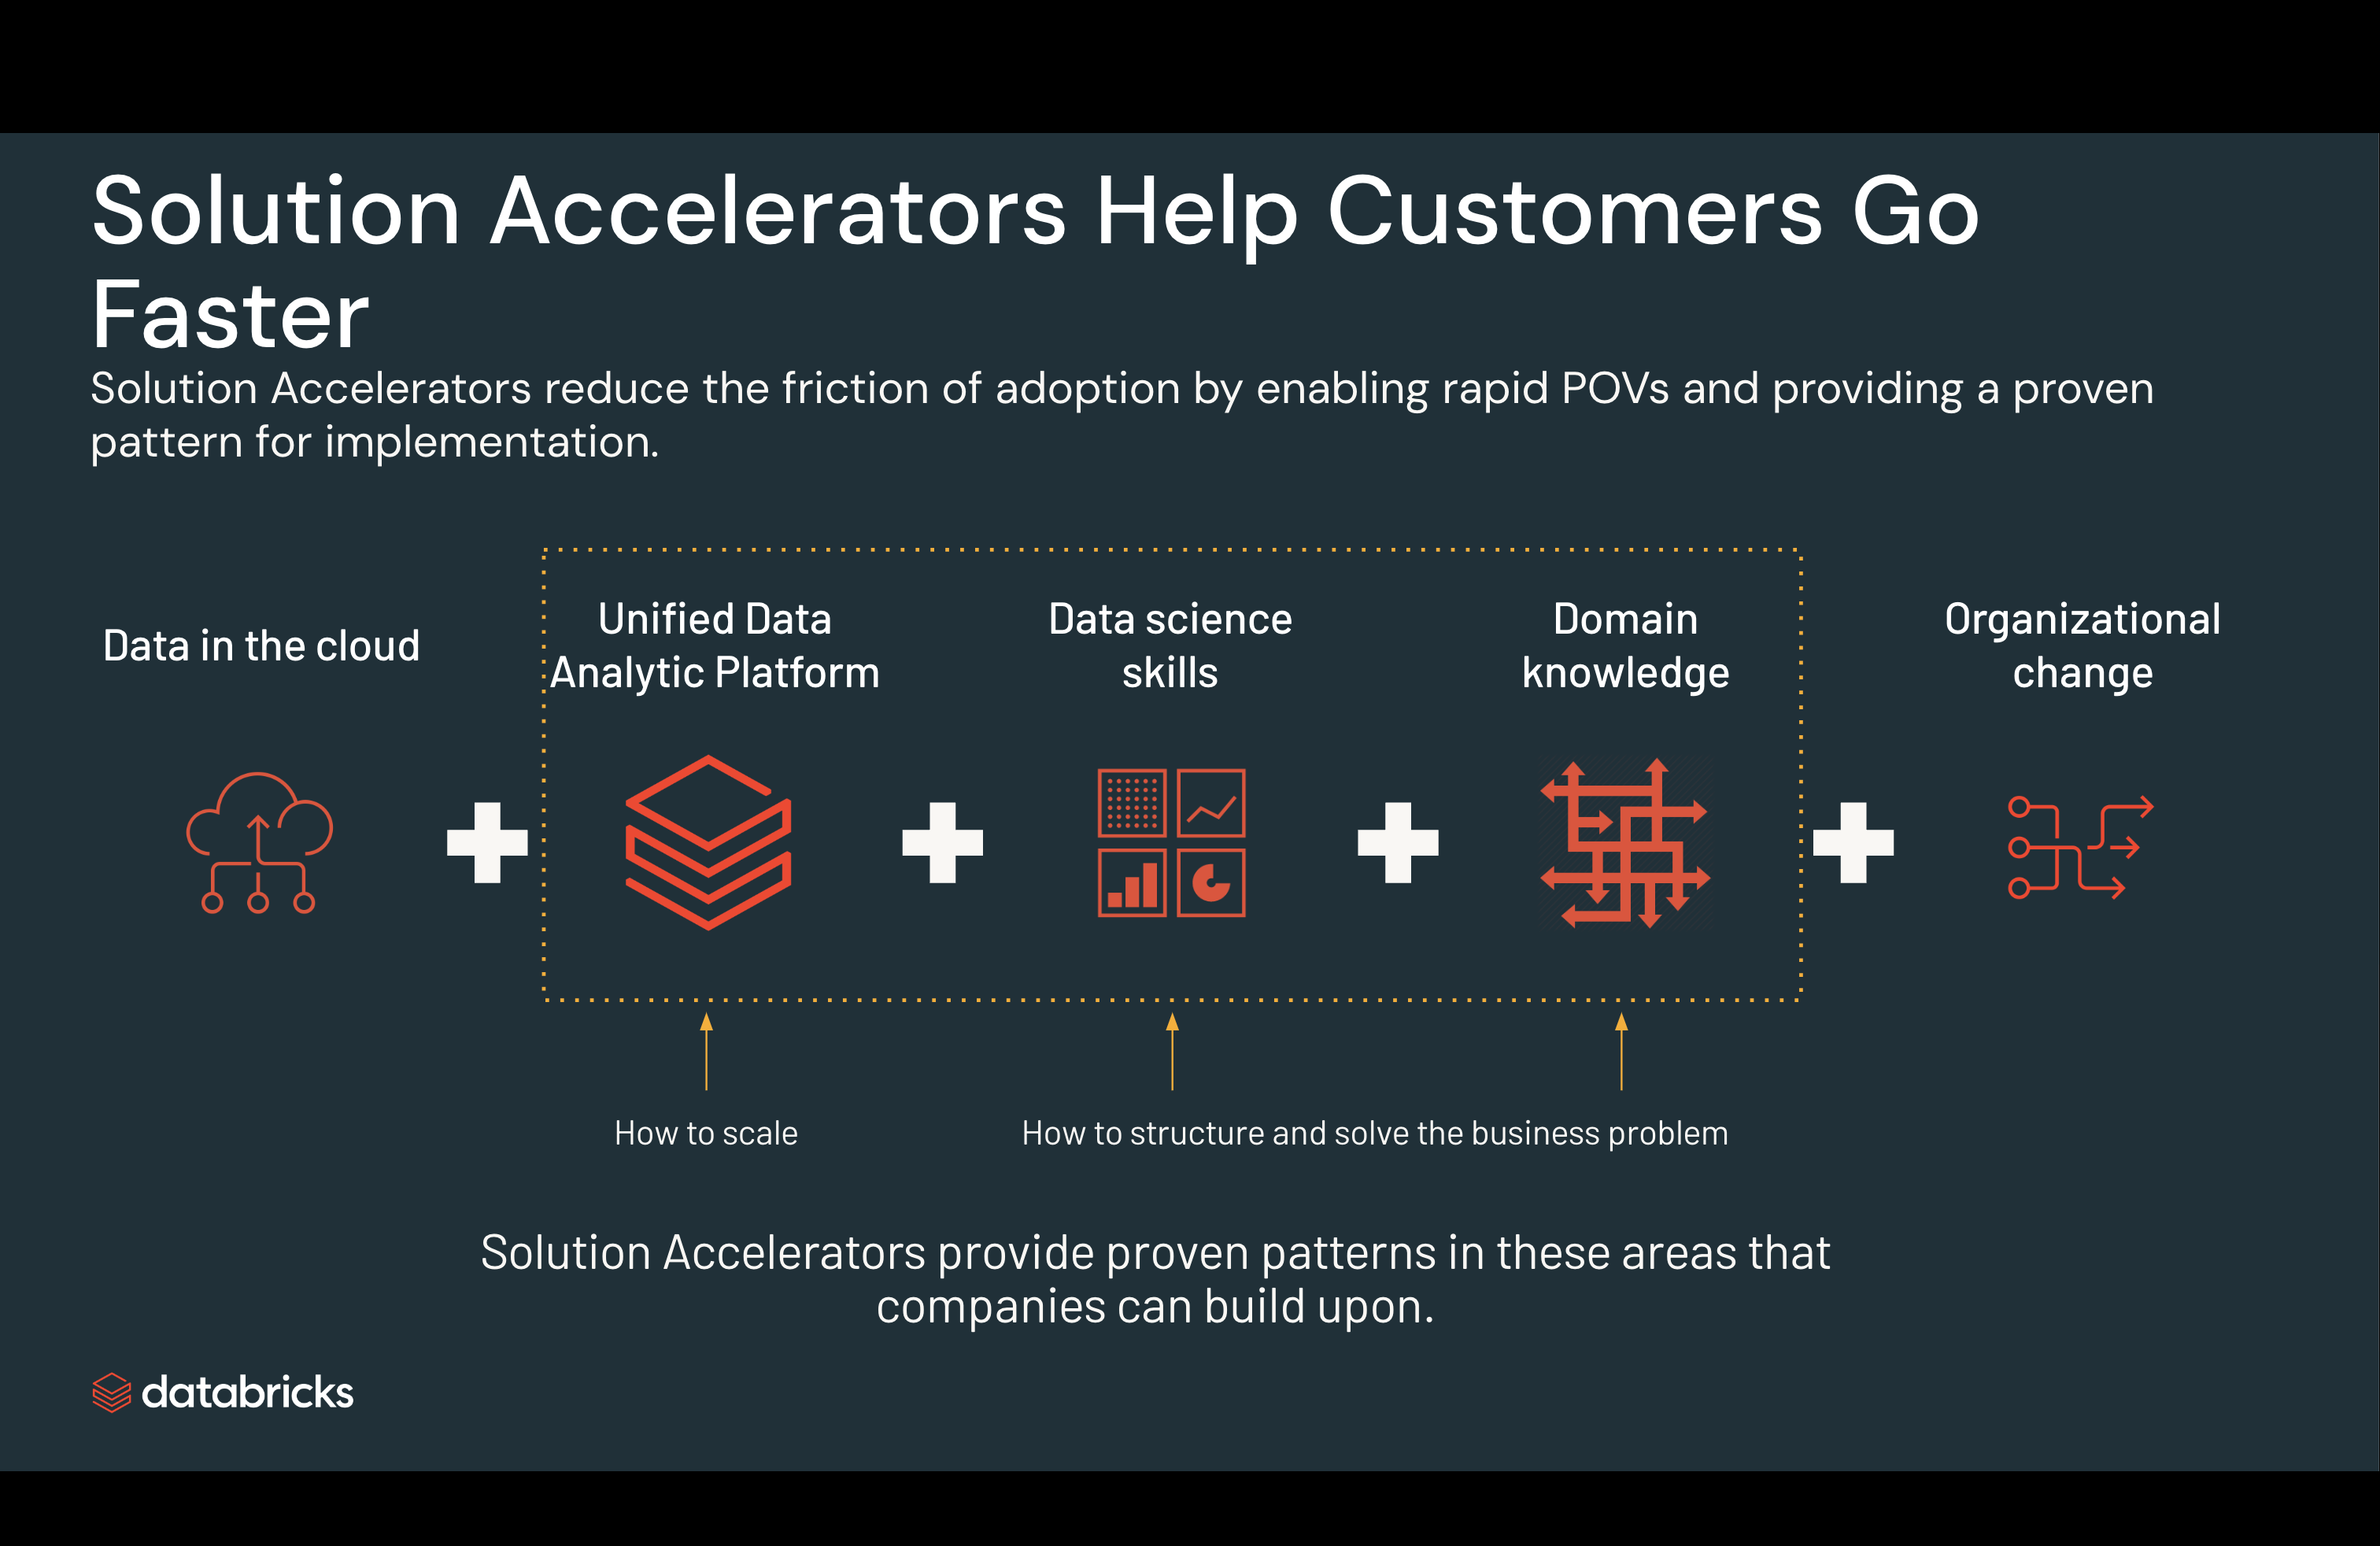 Solution Accelerators Help Customers Go
Faster
Solution Accelerators reduce the friction of adoption by enabling rapid POVs and providing a proven
pattern for implementation.
Data in the cloud
Unified Data
Analytic Platform
Data science
skills
Domain
knowledge
Organizational
change
How to scale
How to structure and solve the business problem
Solution Accelerators provide proven patterns in these areas that
companies can build upon.
databricks